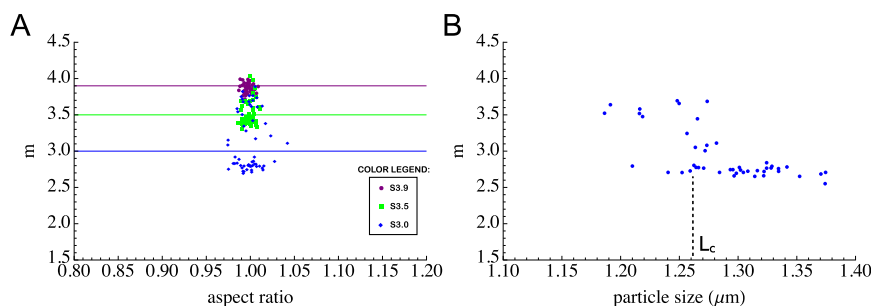 A
B
4.5
4.0
3.5
3.0
2.5
2.0
1.5
m
0.80 0.85 0.90 0.95 1.00 1.05 1.10 1.15 1.20
aspect ratio
COLOR LEGEND:
S3.9
S3.5
S3.0
4.5
4.0
3.5
3.0
2.5
2.0
1.5
m
Lc
1.10 1.15 1.20 1.25 1.30 1.35 1.40
particle size (μm)